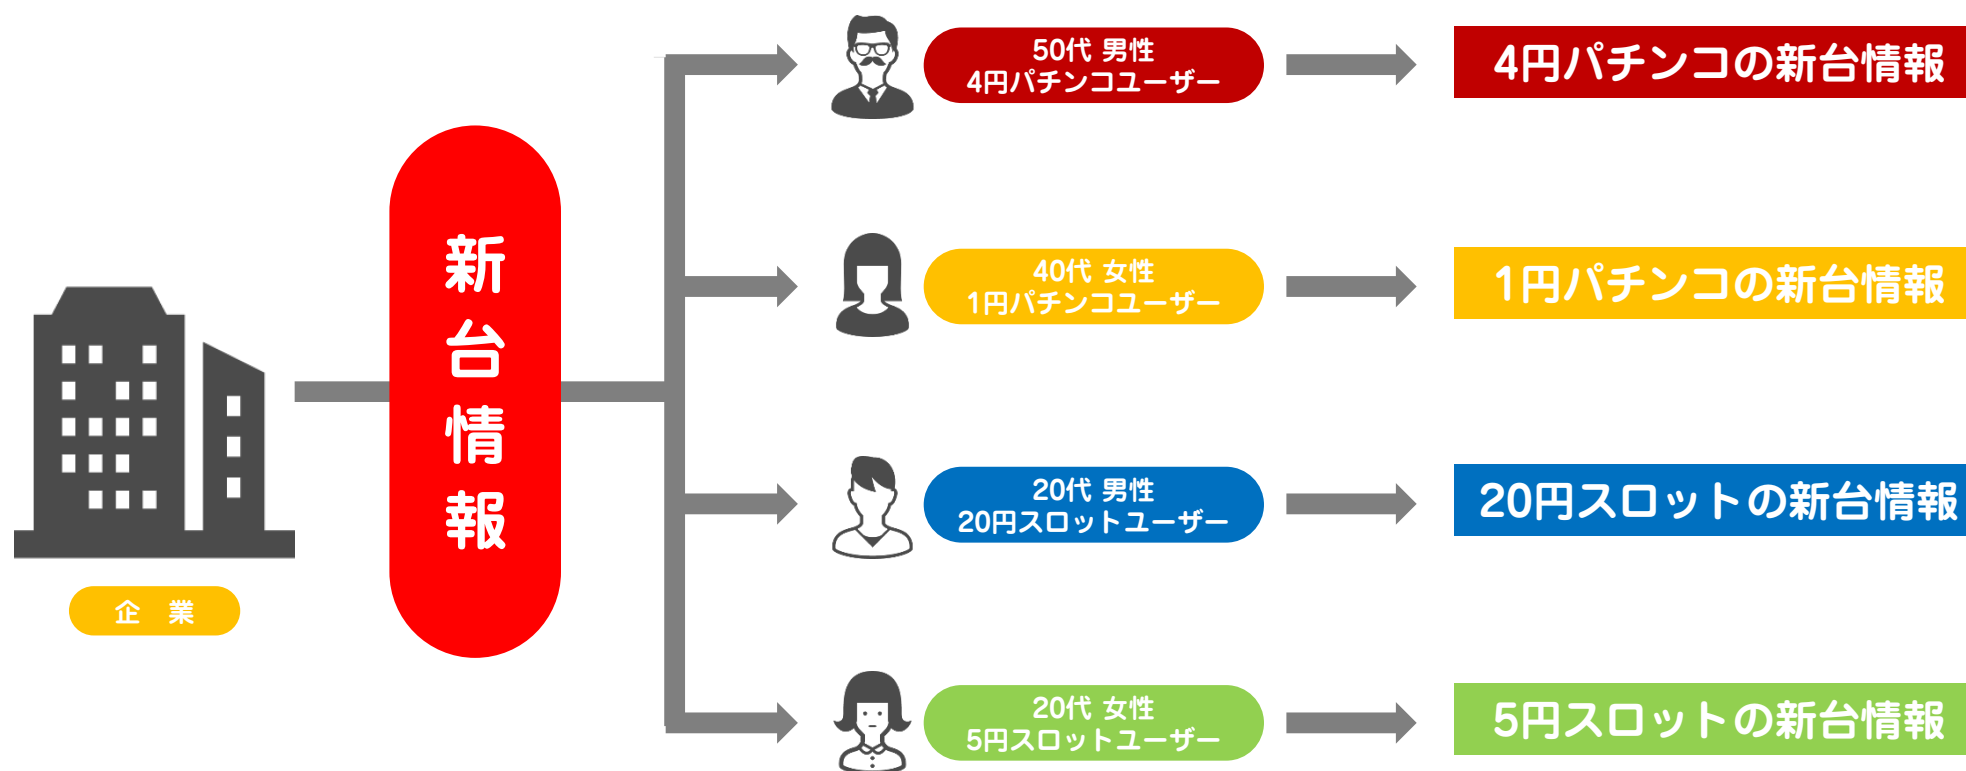 企 業
新台情報
50代 男性
4円パチンコユーザー
4円パチンコの新台情報
40代 女性
1円パチンコユーザー
1円パチンコの新台情報
20代 男性
20円スロットユーザー
20円スロットの新台情報
20代 女性
5円スロットユーザー
5円スロットの新台情報